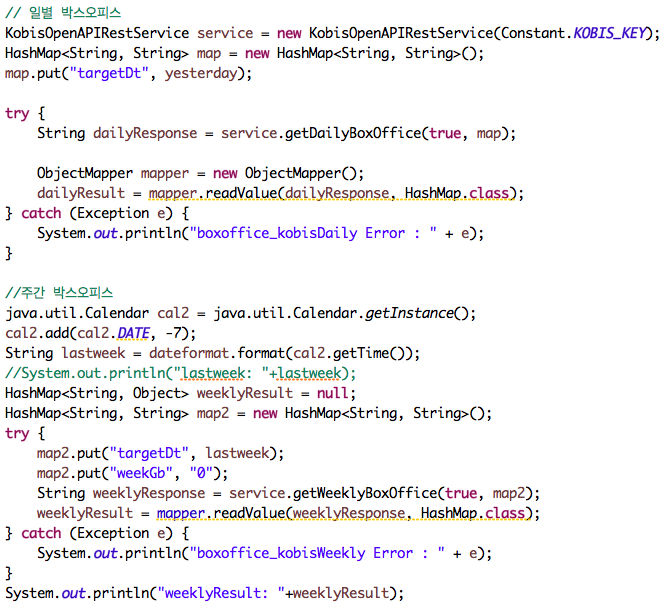 // 일별 박스오피스
KobisOpenAPIRestService service = new KobisOpenAPIRestService(Constant.KOBIS_KEY);
HashMap<String, String> map = new HashMap<String, String>();
map.put("targetDt", yesterday);

try {
    String dailyResponse = service.getDailyBoxOffice(true, map);

    ObjectMapper mapper = new ObjectMapper();
    dailyResult = mapper.readValue(dailyResponse, HashMap.class);
} catch (Exception e) {
    System.out.println("boxoffice_kobisDaily Error : " + e);
}

//주간 박스오피스
java.util.Calendar cal2 = java.util.Calendar.getInstance();
cal2.add(cal2.DATE, -7);
String lastweek = dateformat.format(cal2.getTime());
//System.out.println("lastweek: "+lastweek);
HashMap<String, Object> weeklyResult = null;
HashMap<String, String> map2 = new HashMap<String, String>();
try {
    map2.put("targetDt", lastweek);
    map2.put("weekGb", "0");
    String weeklyResponse = service.getWeeklyBoxOffice(true, map2);
    weeklyResult = mapper.readValue(weeklyResponse, HashMap.class);
} catch (Exception e) {
    System.out.println("boxoffice_kobisWeekly Error : " + e);
}
System.out.println("weeklyResult: "+weeklyResult);